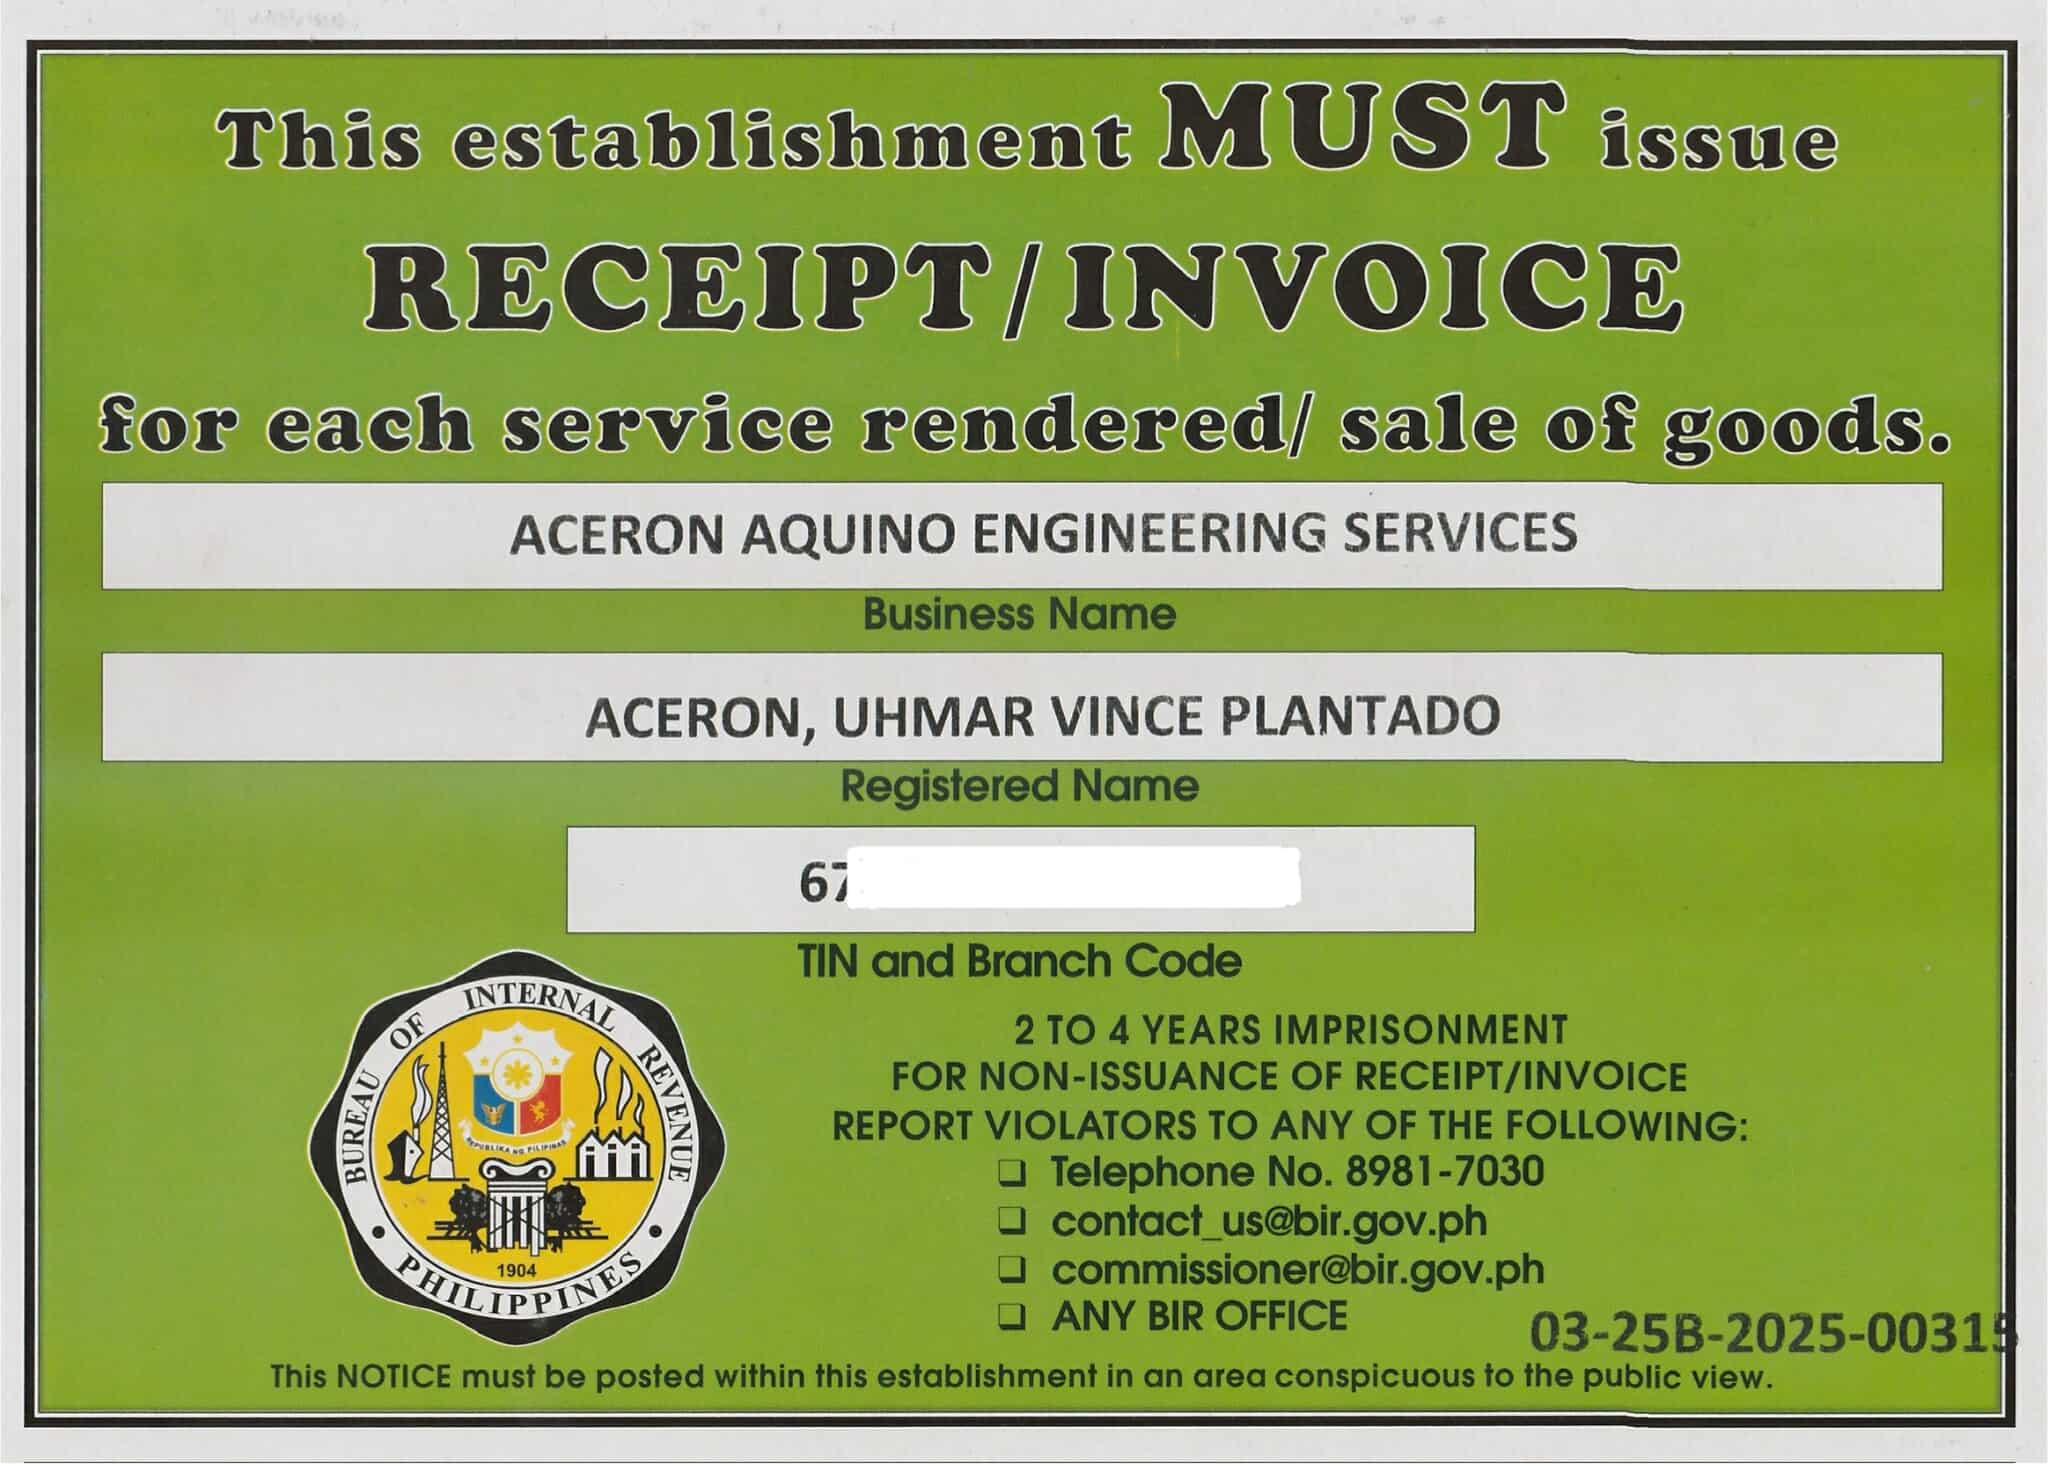 This establishment MUST issue
RECEIPT/INVOICE
for each service rendered/ sale of goods.
ACERON AQUINO ENGINEERING SERVICES
Business Name
ACERON, UHMAR VINCE PLANTADO
Registered Name
67
TIN and Branch Code
BUREAU OF INTERNAL REVENUE
REPUBLIKA NG PILIPINAS
1904
• PHILIPPINES •
2 TO 4 YEARS IMPRISONMENT
FOR NON-ISSUANCE OF RECEIPT/INVOICE
REPORT VIOLATORS TO ANY OF THE FOLLOWING:
❑ Telephone No. 8981-7030
❑ contact_us@bir.gov.ph
❑ commissioner@bir.gov.ph
❑ ANY BIR OFFICE
03-25B-2025-00315
This NOTICE must be posted within this establishment in an area conspicuous to the public view.